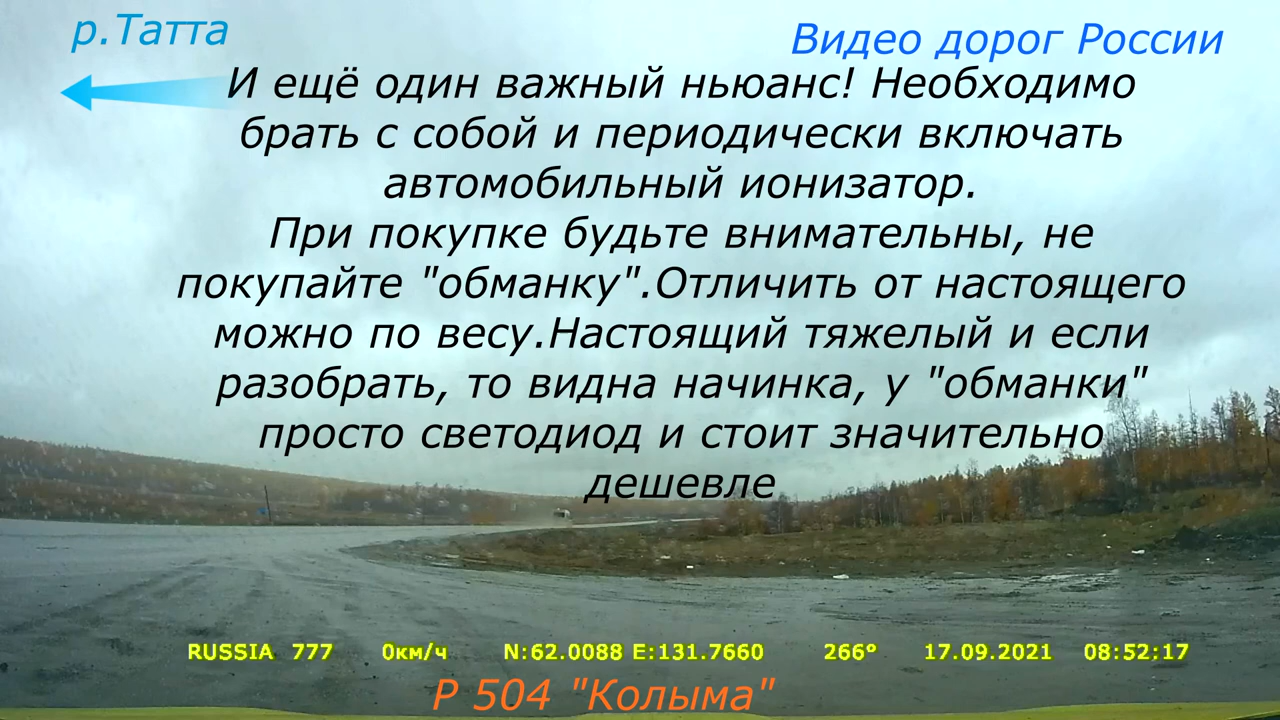 р.Татта
Видео дорог России
И ещё один важный ньюанс! Необходимо
брать с собой и периодически включать
автомобильный ионизатор.
При покупке будьте внимательны, не
покупайте "обманку".Отличить от настоящего
можно по весу.Настоящий тяжелый и если
разобрать, то видна начинка, у "обманки"
просто светодиод и стоит значительно
дешевле
RUSSIA 777 0км/ч N:62.0088 E:131.7660 266° 17.09.2021 08:52:17
Р 504 "Колыма"